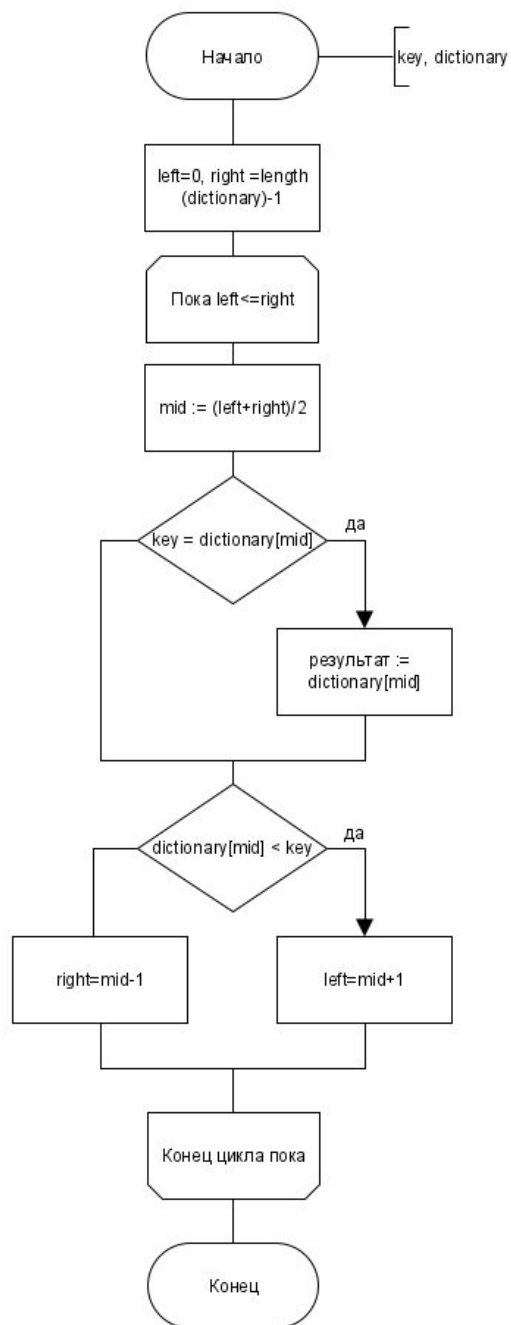 Начало
key, dictionary
left=0, right =length
(dictionary)-1
Пока left<=right
mid := (left+right)/2
key = dictionary[mid]
да
результат :=
dictionary[mid]
dictionary[mid] < key
да
right=mid-1
left=mid+1
Конец цикла пока
Конец